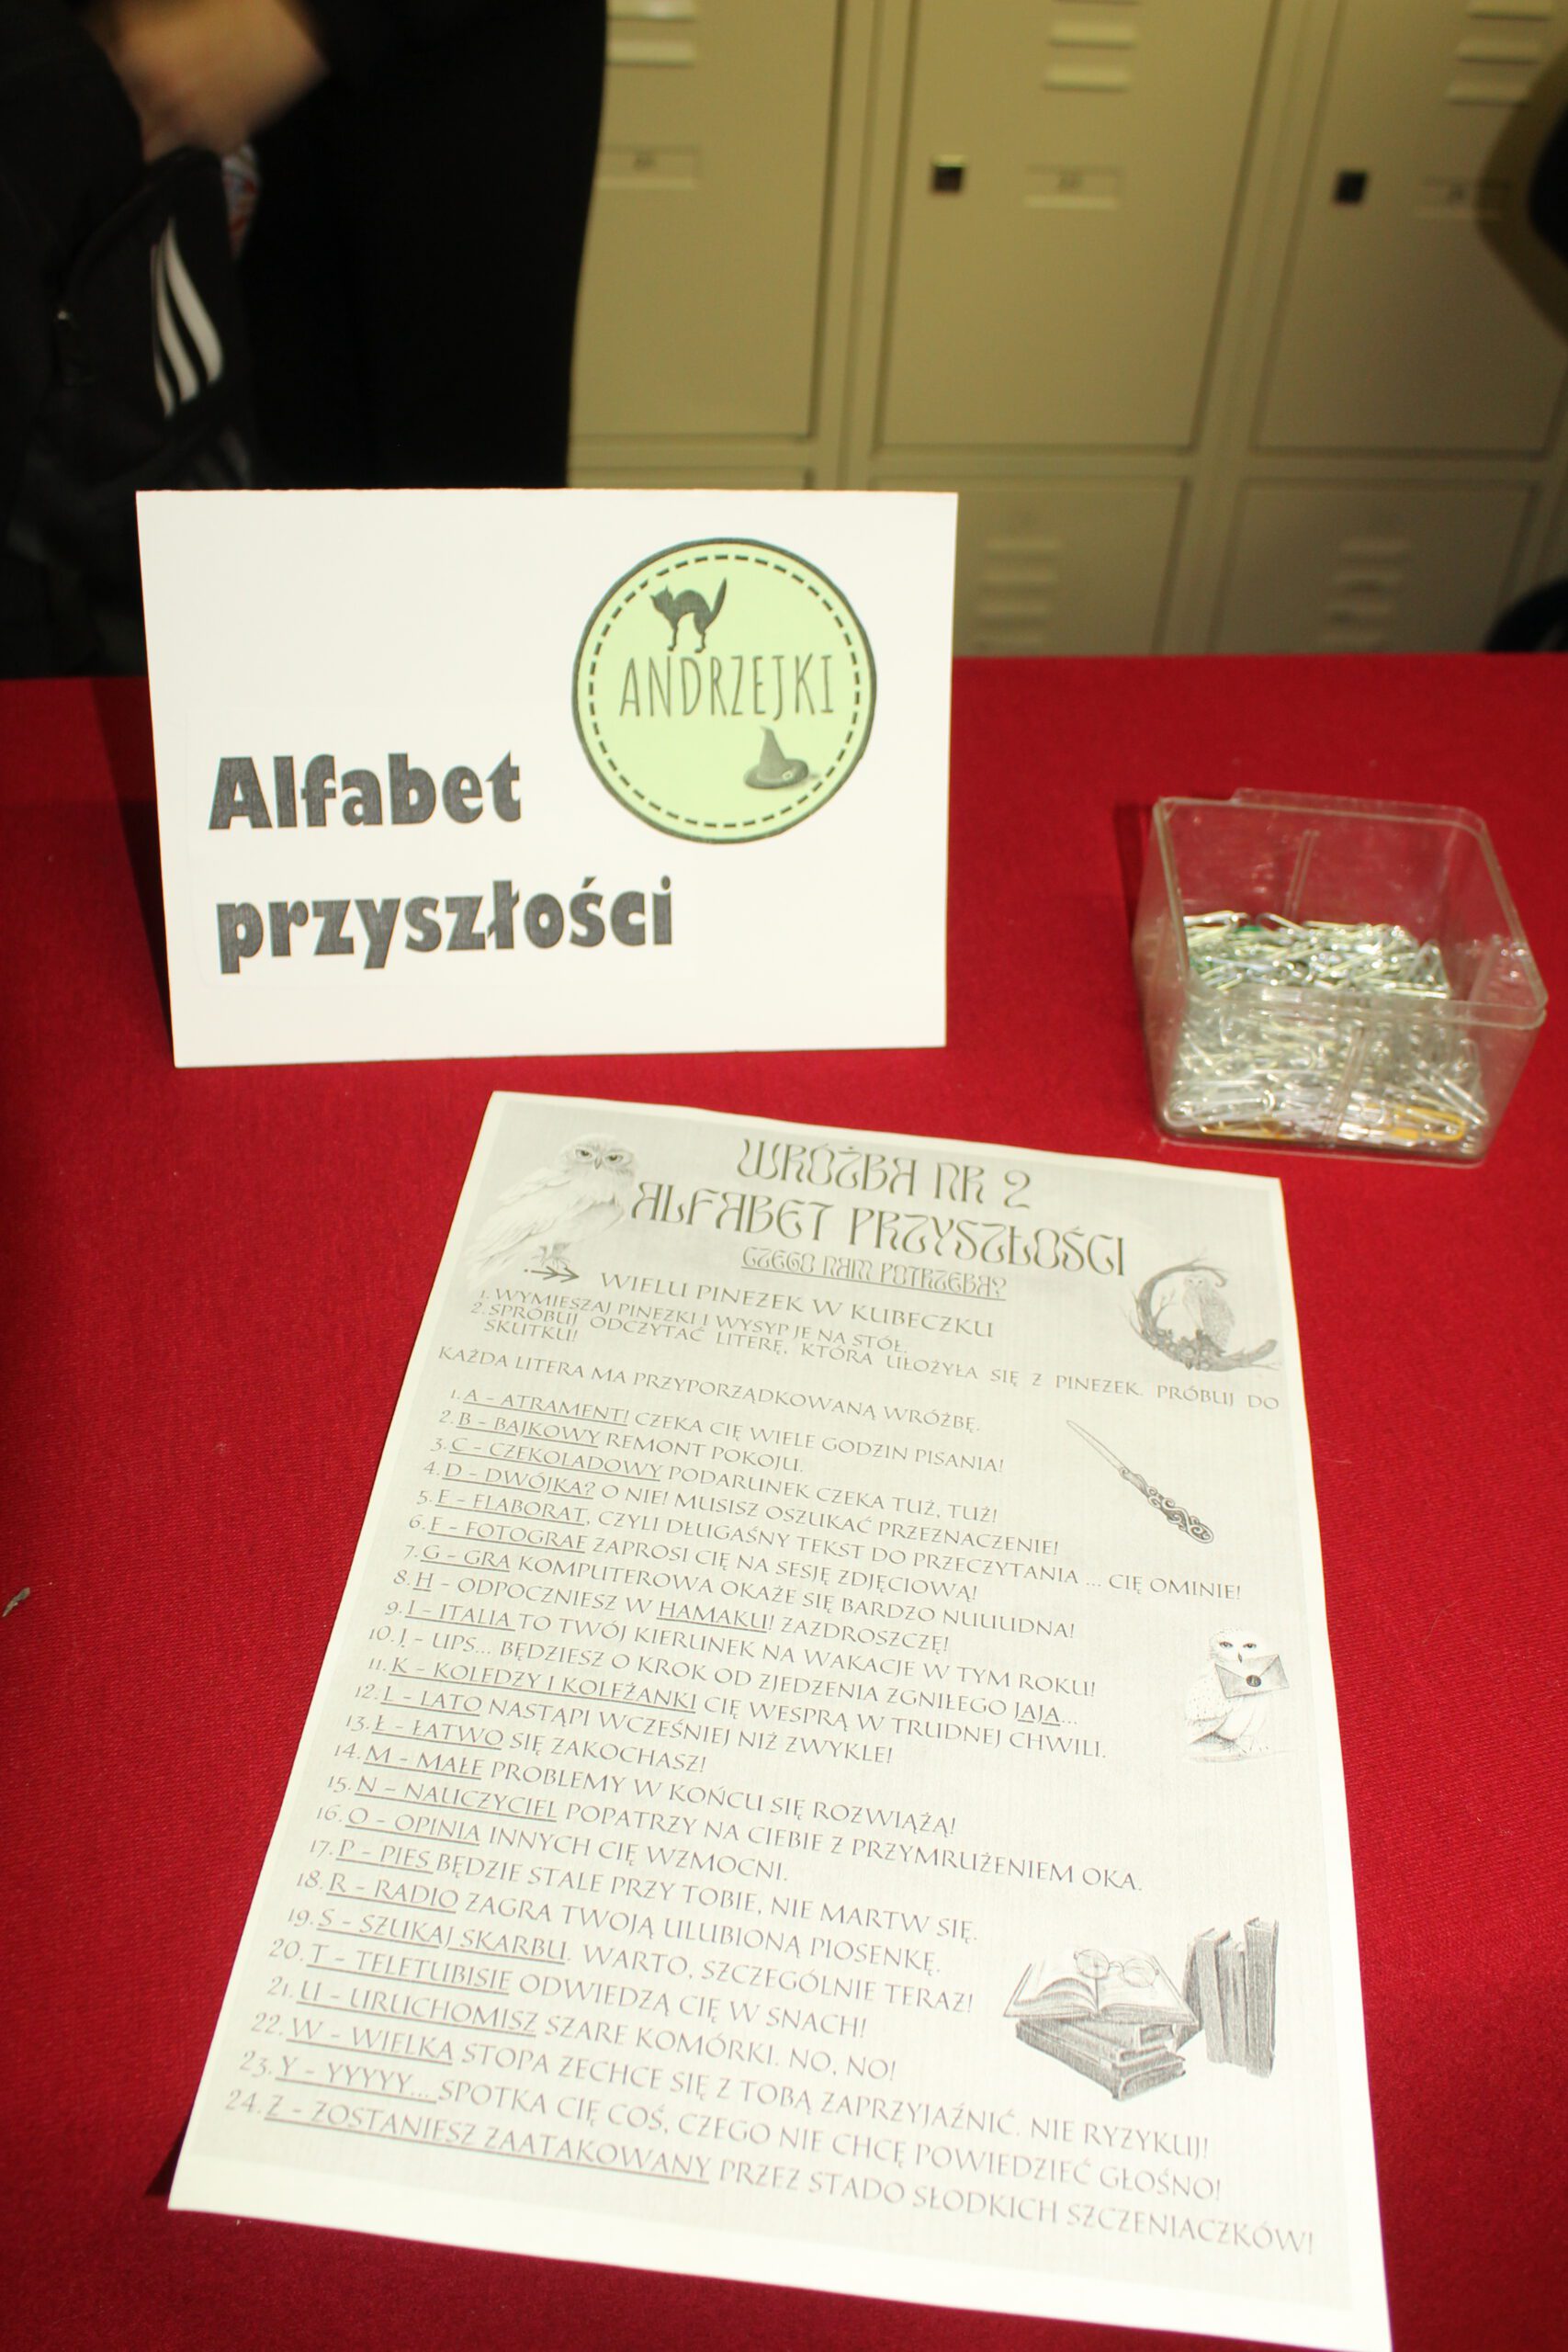 ANDRZEJKI
Alfabet
przyszłości
WRÓŻBA NR 2
ALFABET PRZYSZŁOŚCI
CZEGO NAM POTRZEBA?
WIELU PINEZEK W KUBECZKU
1. WYMIESZAJ PINEZKI I WYSYP JE NA STÓŁ.
2. SPRÓBUJ ODCZYTAĆ LITERĘ, KTÓRA UŁOŻYŁA SIĘ Z PINEZEK. PRÓBUJ DO
SKUTKU!
KAŻDA LITERA MA PRZYPORZĄDKOWANĄ WRÓŻBĘ.
1. A - ATRAMENT! CZEKA CIĘ WIELE GODZIN PISANIA!
2. B - BAJKOWY REMONT POKOJU.
3. C - CZEKOLADOWY PODARUNEK CZEKA TUŻ, TUŻ!
4. D - DWÓJKA? O NIE! MUSISZ OSZUKAĆ PRZEZNACZENIE!
5. E - ELABORAT, CZYLI DŁUGAŚNY TEKST DO PRZECZYTANIA ... CIĘ OMINIE!
6. F - FOTOGRAF ZAPROSI CIĘ NA SESJĘ ZDJĘCIOWĄ!
7. G - GRA KOMPUTEROWA OKAŻE SIĘ BARDZO NUUUDNA!
8. H - ODPOCZNIESZ W HAMAKU! ZAZDROSZCZĘ!
9. I - ITALIA TO TWÓJ KIERUNEK NA WAKACJE W TYM ROKU!
10. J - UPS... BĘDZIESZ O KROK OD ZJEDZENIA ZGNIŁEGO JAJA...
11. K - KOLEDZY I KOLEŻANKI CIĘ WESPRĄ W TRUDNEJ CHWILI.
12. L - LATO NASTĄPI WCZEŚNIEJ NIŻ ZWYKLE!
13. Ł - ŁATWO SIĘ ZAKOCHASZ!
14. M - MAŁE PROBLEMY W KOŃCU SIĘ ROZWIĄŻĄ!
15. N - NAUCZYCIEL POPATRZY NA CIEBIE Z PRZYMRUŻENIEM OKA.
16. O - OPINIA INNYCH CIĘ WZMOCNI.
17. P - PIES BĘDZIE STALE PRZY TOBIE, NIE MARTW SIĘ.
18. R - RADIO ZAGRA TWOJĄ ULUBIONĄ PIOSENKĘ.
19. S - SZUKAJ SKARBU. WARTO, SZCZEGÓLNIE TERAZ!
20. T - TELETUBISIE ODWIEDZĄ CIĘ W SNACH!
21. U - URUCHOMISZ SZARE KOMÓRKI. NO, NO!
22. W - WIELKA STOPA ZECHCE SIĘ Z TOBĄ ZAPRZYJAŹNIĆ. NIE RYZYKUJ!
23. Y - YYYYY... SPOTKA CIĘ COŚ, CZEGO NIE CHCĘ POWIEDZIEĆ GŁOŚNO!
24. Z - ZOSTANIESZ ZAATAKOWANY PRZEZ STADO SŁODKICH SZCZENIACZKÓW!